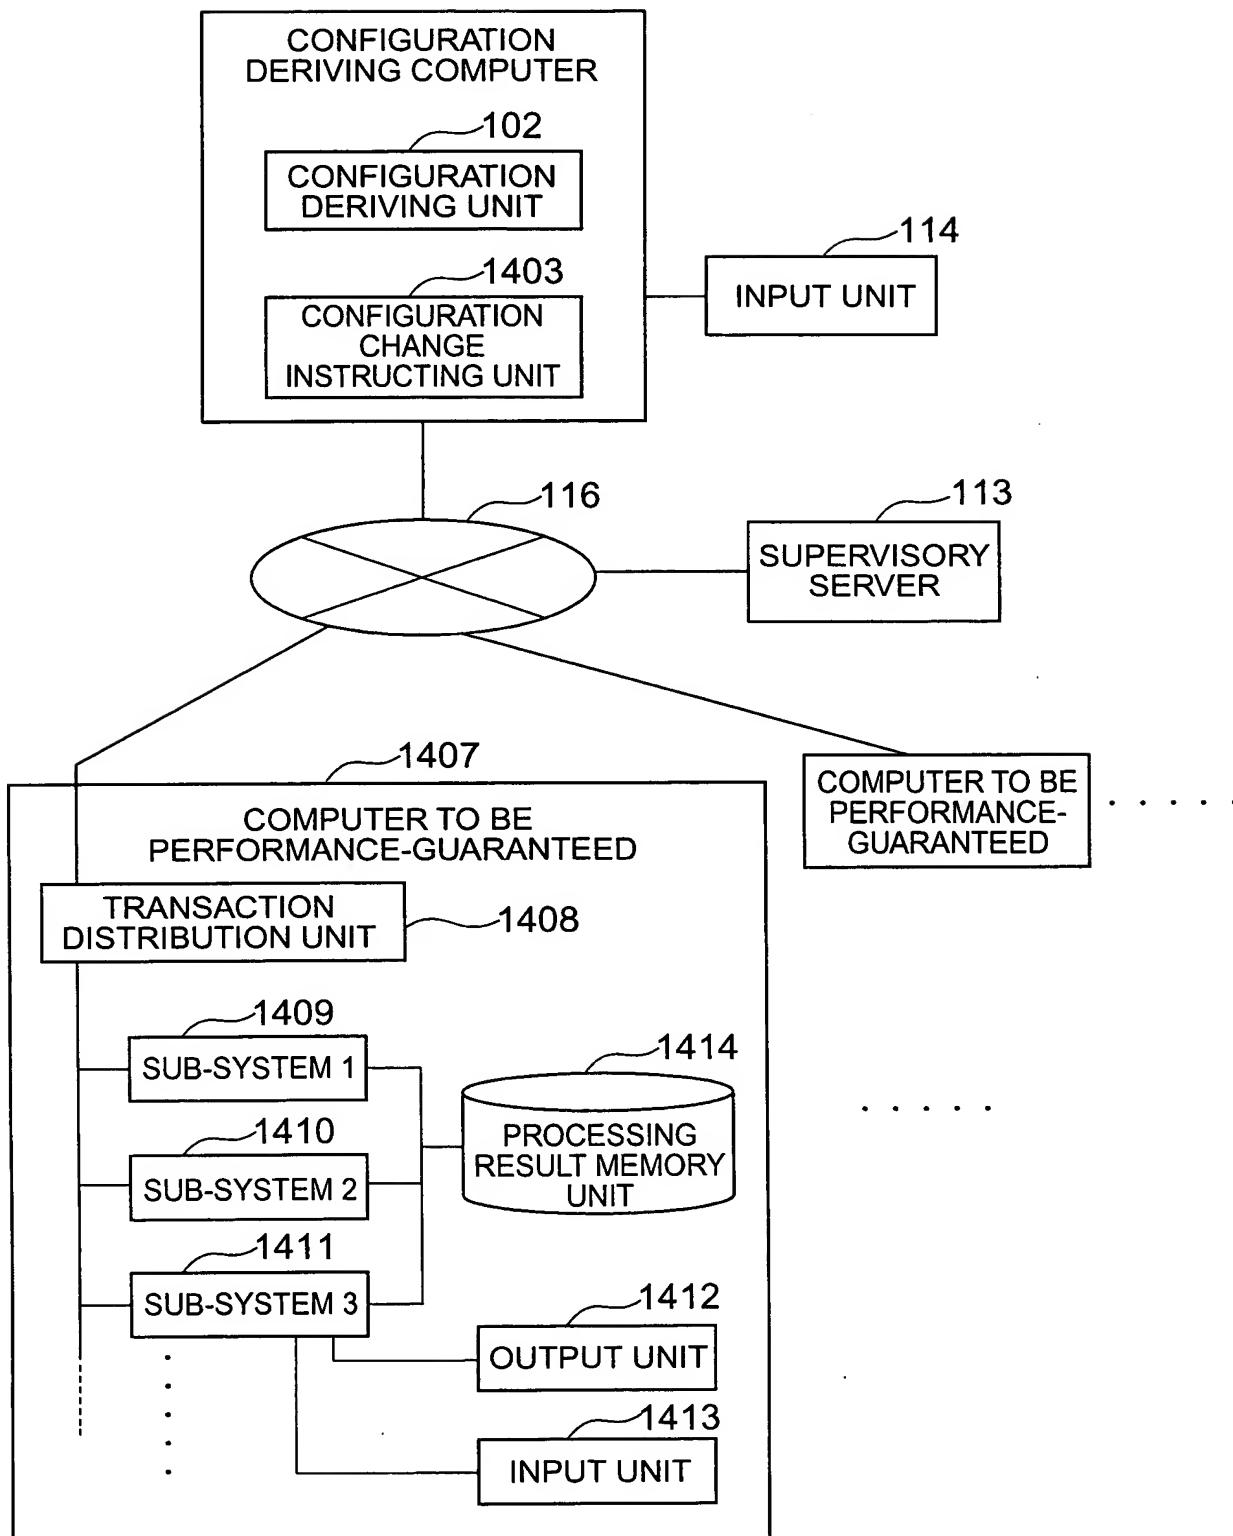 CONFIGURATION
DERIVING COMPUTER
102
CONFIGURATION
DERIVING UNIT
1403
CONFIGURATION
CHANGE
INSTRUCTING UNIT
114
INPUT UNIT
116
113
SUPERVISORY
SERVER
1407
COMPUTER TO BE
PERFORMANCE-GUARANTEED
COMPUTER TO BE
PERFORMANCE-
GUARANTEED
TRANSACTION
DISTRIBUTION UNIT
1408
1409
SUB-SYSTEM 1
1410
SUB-SYSTEM 2
1411
SUB-SYSTEM 3
1414
PROCESSING
RESULT MEMORY
UNIT
1412
OUTPUT UNIT
1413
INPUT UNIT